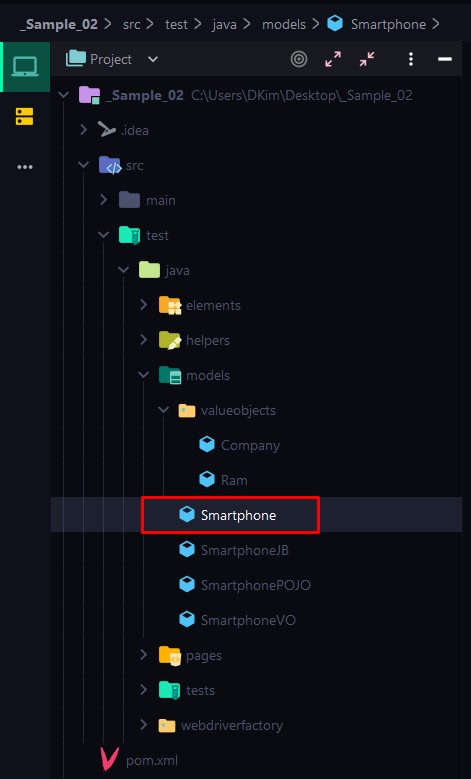 _Sample_02 > src > test > java > models > Smartphone >
Project
_Sample_02 C:\Users\DKim\Desktop\_Sample_02
.idea
src
main
test
java
elements
helpers
models
valueobjects
Company
Ram
Smartphone
SmartphoneJB
SmartphonePOJO
SmartphoneVO
pages
tests
webdriverfactory
pom.xml